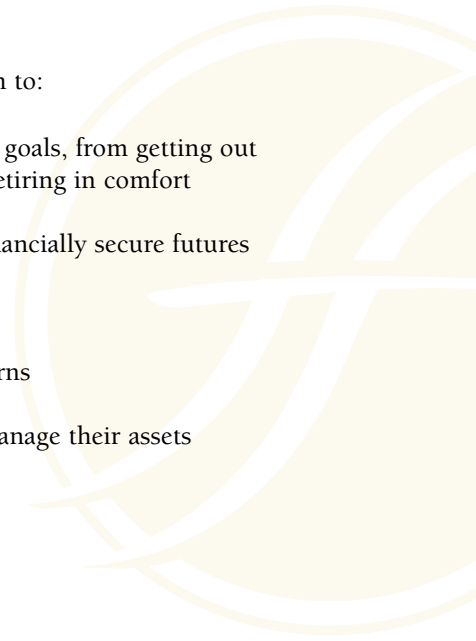 to:
goals, from getting out
etiring in comfort
ancially secure futures
rns
anage their assets